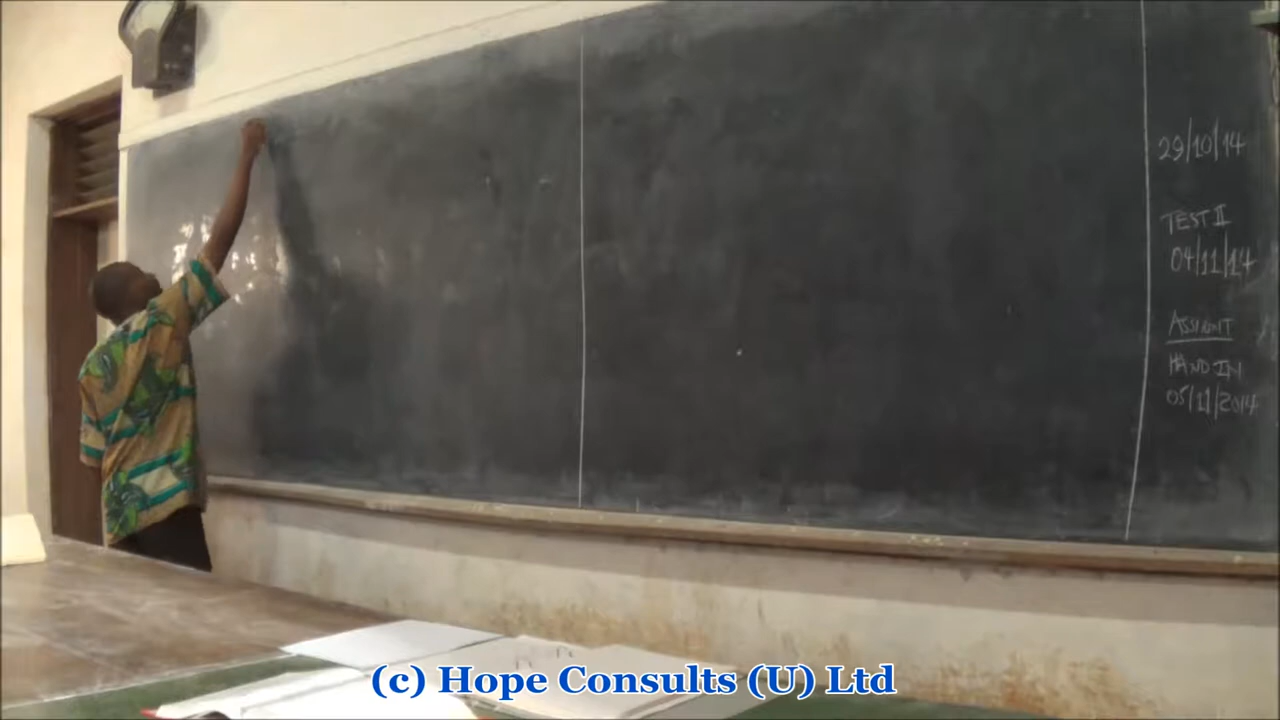 29/10/14
TEST II
04/11/14
ASSIGNT
HAND IN
05/11/2014
(c) Hope Consults (U) Ltd